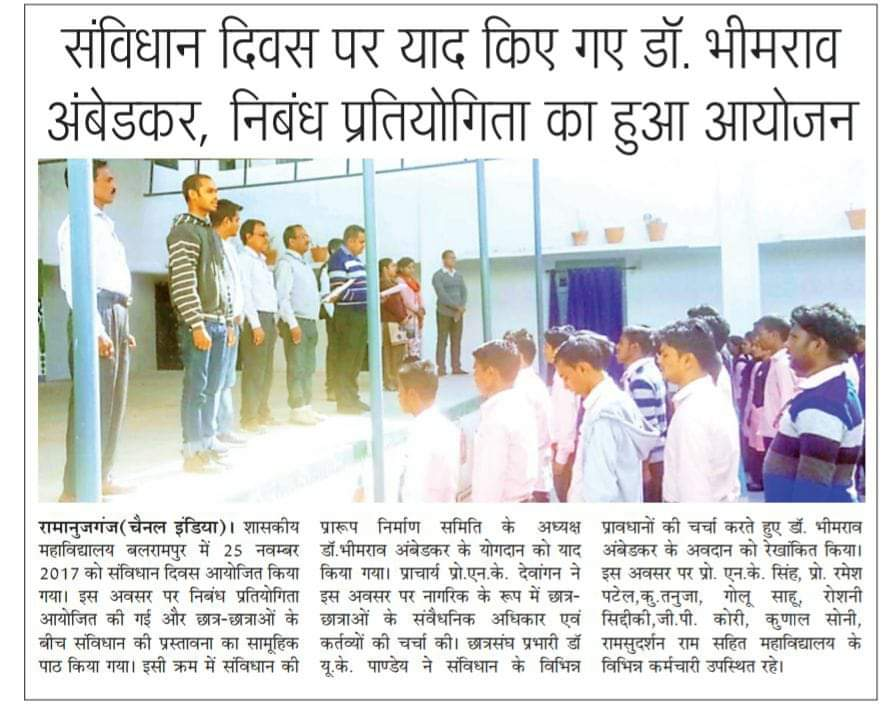 संविधान दिवस पर याद किए गए डॉ. भीमराव
अंबेडकर, निबंध प्रतियोगिता का हुआ आयोजन
रामानुजगंज(चैनल इंडिया)। शासकीय
महाविद्यालय बलरामपुर में 25 नवम्बर
2017 को संविधान दिवस आयोजित किया
गया। इस अवसर पर निबंध प्रतियोगिता
आयोजित की गई और छात्र-छात्राओं के
बीच संविधान की प्रस्तावना का सामूहिक
पाठ किया गया। इसी क्रम में संविधान की
प्रारूप निर्माण समिति के अध्यक्ष
डॉ.भीमराव अंबेडकर के योगदान को याद
किया गया। प्राचार्य प्रो.एन.के. देवांगन ने
इस अवसर पर नागरिक के रूप में छात्र-
छात्राओं के संवैधनिक अधिकार एवं
कर्तव्यों की चर्चा की। छात्रसंघ प्रभारी डॉ
यू.के. पाण्डेय ने संविधान के विभिन्न
प्रावधानों की चर्चा करते हुए डॉ. भीमराव
अंबेडकर के अवदान को रेखांकित किया।
इस अवसर पर प्रो. एन.के. सिंह, प्रो. रमेश
पटेल,कु.तनुजा, गोलू साहू, रोशनी
सिद्दीकी,जी.पी. कोरी, कुणाल सोनी,
रामसुदर्शन राम सहित महाविद्यालय के
विभिन्न कर्मचारी उपस्थित रहे।